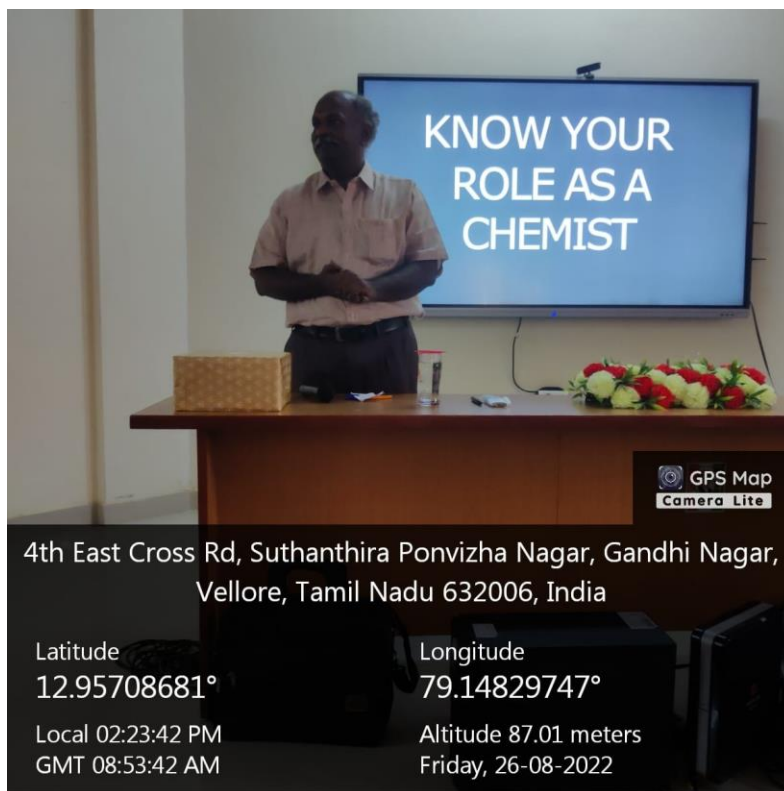 KNOW YOUR
ROLE AS A
CHEMIST
GPS Map
Camera Lite
4th East Cross Rd, Suthanthira Ponvizha Nagar, Gandhi Nagar,
Vellore, Tamil Nadu 632006, India
Latitude
12.95708681°
Longitude
79.14829747°
Local 02:23:42 PM
GMT 08:53:42 AM
Altitude 87.01 meters
Friday, 26-08-2022